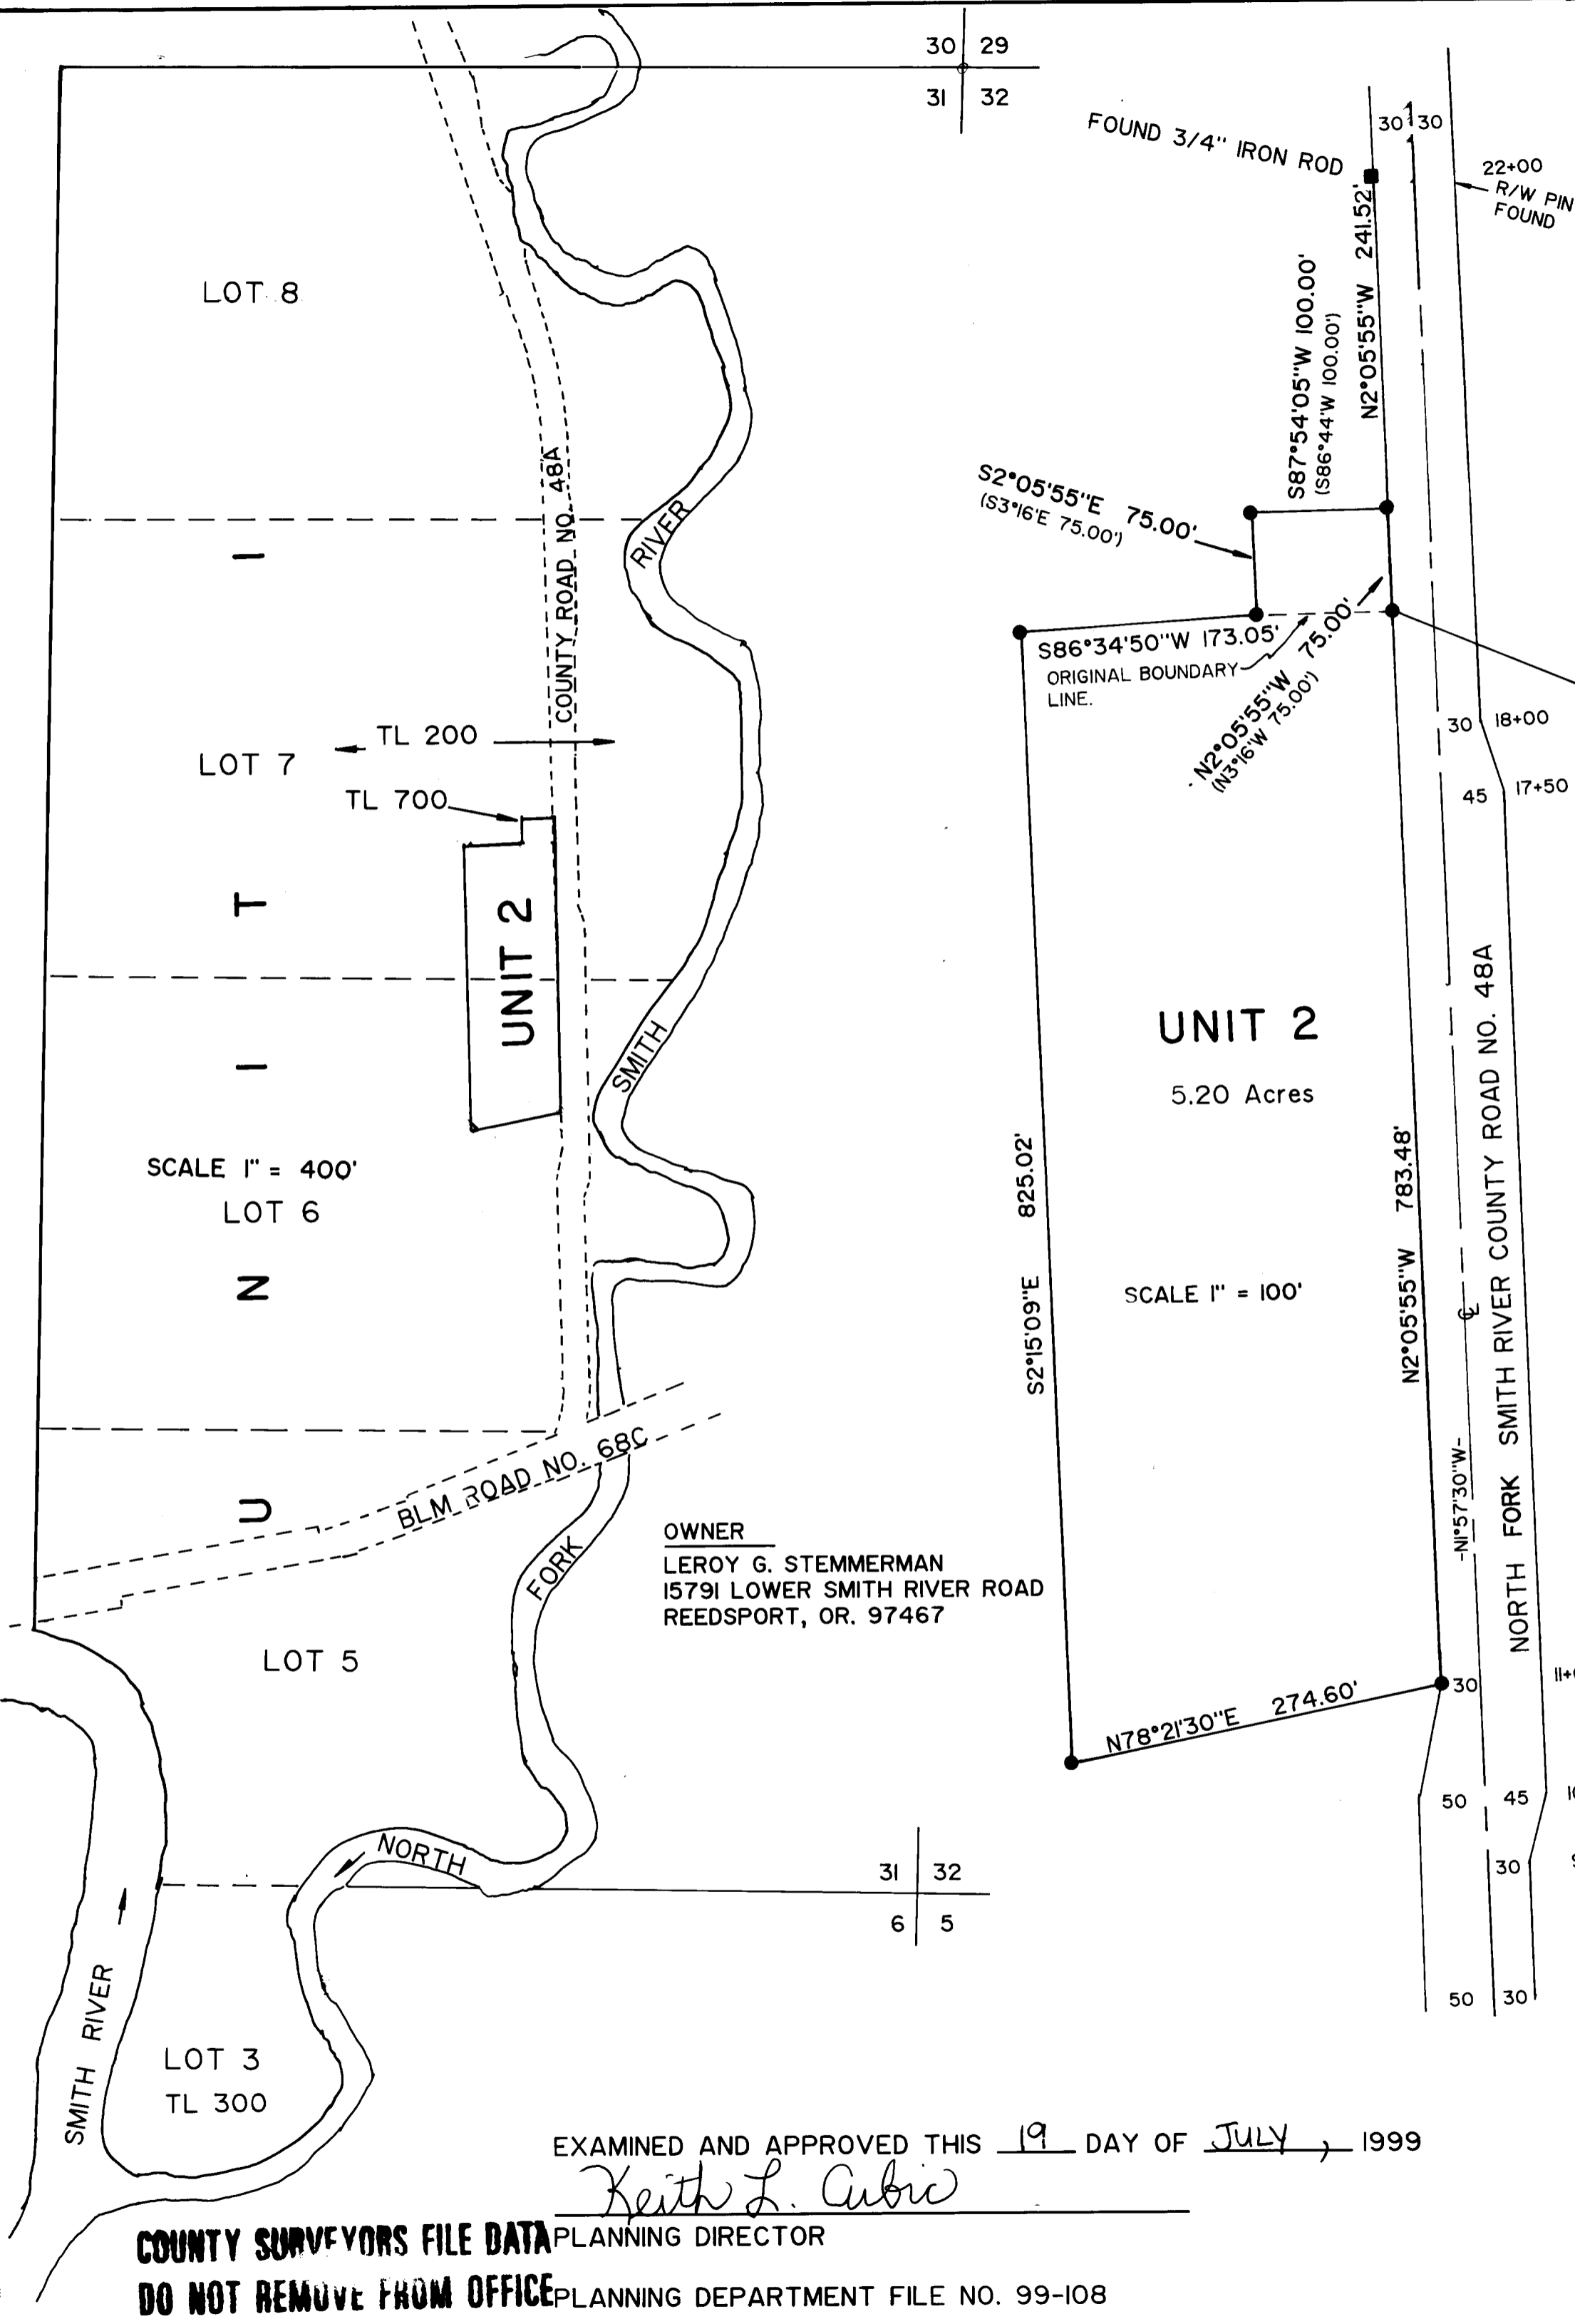 30 29
31 32
FOUND 3/4" IRON ROD
30 1 30
22+00
R/W PIN
FOUND
N2°05'55"W 241.52'
S87°54'05"W 100.00'
(S86°44'W 100.00')
S2°05'55"E 75.00'
(S3°16'E 75.00')
S86°34'50"W 173.05'
ORIGINAL BOUNDARY
LINE.
N2°05'55"W 75.00'
(N3°16'W 75.00')
30 18+00
45 17+50
LOT 8
COUNTY ROAD NO. 48A
RIVER
LOT 7
TL 200
TL 700
UNIT 2
UNIT 1
SMITH
SCALE 1" = 400'
LOT 6
BLM ROAD NO. 68C
FORK
LOT 5
NORTH
UNIT 2
5.20 Acres
SCALE 1" = 100'
S2°15'09"E 825.02'
N2°05'55"W 783.48'
℄
-N1°57'30"W-
NORTH FORK SMITH RIVER COUNTY ROAD NO. 48A
N78°21'30"E 274.60'
30
50 45
30
50 30
OWNER
LEROY G. STEMMERMAN
15791 LOWER SMITH RIVER ROAD
REEDSPORT, OR. 97467
31 32
6 5
SMITH RIVER
LOT 3
TL 300
EXAMINED AND APPROVED THIS 19 DAY OF JULY, 1999
Keith L. Cubic
PLANNING DIRECTOR
COUNTY SURVEYORS FILE DATA
DO NOT REMOVE FROM OFFICE
PLANNING DEPARTMENT FILE NO. 99-108